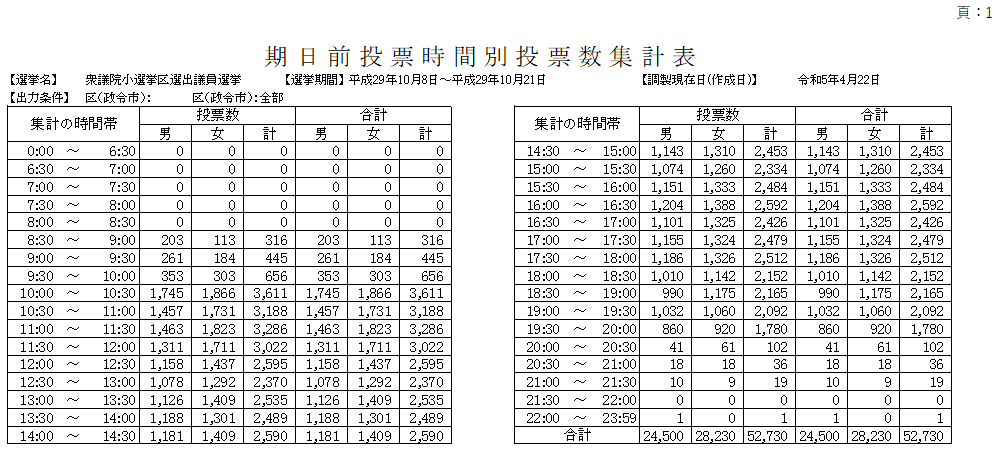 頁：1
期日前投票時間別投票数集計表
【選挙名】 衆議院小選挙区選出議員選挙 【選挙期間】平成29年10月8日～平成29年10月21日 【調製現在日(作成日)】 令和5年4月22日
【出力条件】 区(政令市)： 区(政令市)：全部
集計の時間帯 投票数 合計
男 女 計 男 女 計
0:00 ～ 6:30 0 0 0 0 0 0
6:30 ～ 7:00 0 0 0 0 0 0
7:00 ～ 7:30 0 0 0 0 0 0
7:30 ～ 8:00 0 0 0 0 0 0
8:00 ～ 8:30 0 0 0 0 0 0
8:30 ～ 9:00 203 113 316 203 113 316
9:00 ～ 9:30 261 184 445 261 184 445
9:30 ～ 10:00 353 303 656 353 303 656
10:00 ～ 10:30 1,745 1,866 3,611 1,745 1,866 3,611
10:30 ～ 11:00 1,457 1,731 3,188 1,457 1,731 3,188
11:00 ～ 11:30 1,463 1,823 3,286 1,463 1,823 3,286
11:30 ～ 12:00 1,311 1,711 3,022 1,311 1,711 3,022
12:00 ～ 12:30 1,158 1,437 2,595 1,158 1,437 2,595
12:30 ～ 13:00 1,078 1,292 2,370 1,078 1,292 2,370
13:00 ～ 13:30 1,126 1,409 2,535 1,126 1,409 2,535
13:30 ～ 14:00 1,188 1,301 2,489 1,188 1,301 2,489
14:00 ～ 14:30 1,181 1,409 2,590 1,181 1,409 2,590
集計の時間帯 投票数 合計
男 女 計 男 女 計
14:30 ～ 15:00 1,143 1,310 2,453 1,143 1,310 2,453
15:00 ～ 15:30 1,074 1,260 2,334 1,074 1,260 2,334
15:30 ～ 16:00 1,151 1,333 2,484 1,151 1,333 2,484
16:00 ～ 16:30 1,204 1,388 2,592 1,204 1,388 2,592
16:30 ～ 17:00 1,101 1,325 2,426 1,101 1,325 2,426
17:00 ～ 17:30 1,155 1,324 2,479 1,155 1,324 2,479
17:30 ～ 18:00 1,186 1,326 2,512 1,186 1,326 2,512
18:00 ～ 18:30 1,010 1,142 2,152 1,010 1,142 2,152
18:30 ～ 19:00 990 1,175 2,165 990 1,175 2,165
19:00 ～ 19:30 1,032 1,060 2,092 1,032 1,060 2,092
19:30 ～ 20:00 860 920 1,780 860 920 1,780
20:00 ～ 20:30 41 61 102 41 61 102
20:30 ～ 21:00 18 18 36 18 18 36
21:00 ～ 21:30 10 9 19 10 9 19
21:30 ～ 22:00 0 0 0 0 0 0
22:00 ～ 23:59 1 0 1 1 0 1
合計 24,500 28,230 52,730 24,500 28,230 52,730